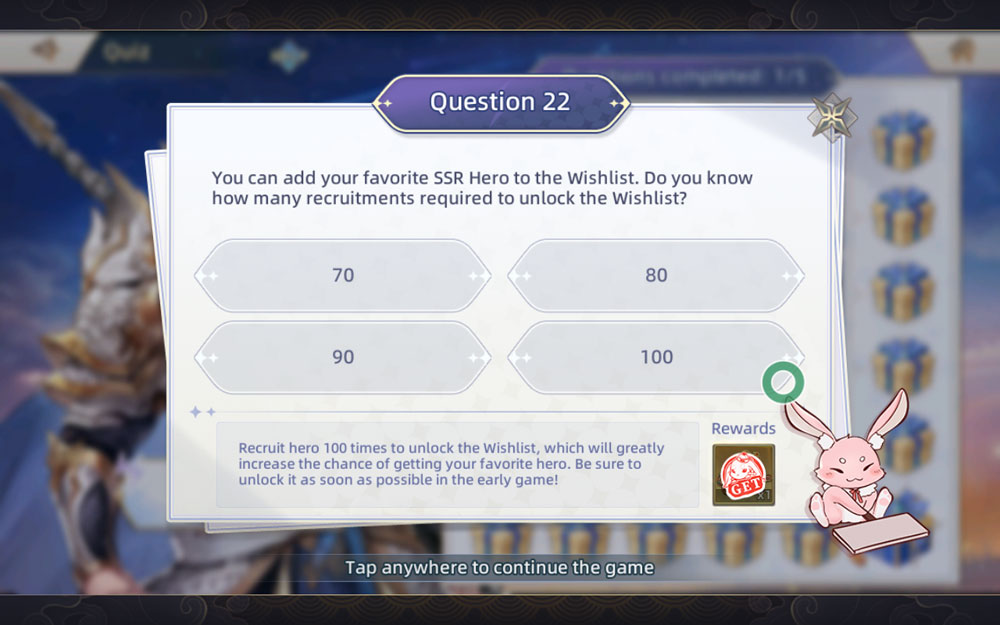 Quiz
Question 22
You can add your favorite SSR Hero to the Wishlist. Do you know
how many recruitments required to unlock the Wishlist?
70
80
90
100
Recruit hero 100 times to unlock the Wishlist, which will greatly
increase the chance of getting your favorite hero. Be sure to
unlock it as soon as possible in the early game!
Rewards
GET
x1
Tap anywhere to continue the game